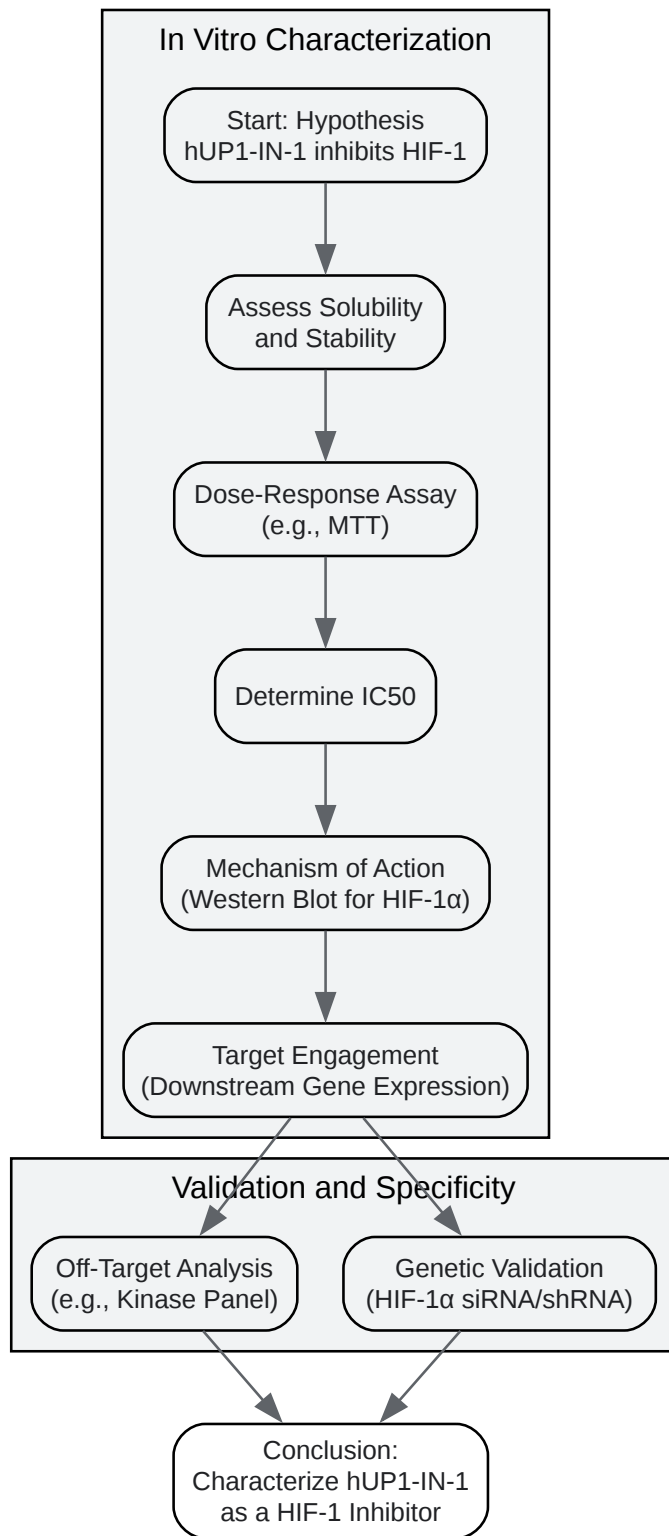 In Vitro Characterization
Start: Hypothesis
hUP1-IN-1 inhibits HIF-1
Assess Solubility
and Stability
Dose-Response Assay
(e.g., MTT)
Determine IC50
Mechanism of Action
(Western Blot for HIF-1α)
Target Engagement
(Downstream Gene Expression)
Validation and Specificity
Off-Target Analysis
(e.g., Kinase Panel)
Genetic Validation
(HIF-1α siRNA/shRNA)
Conclusion:
Characterize hUP1-IN-1
as a HIF-1 Inhibitor